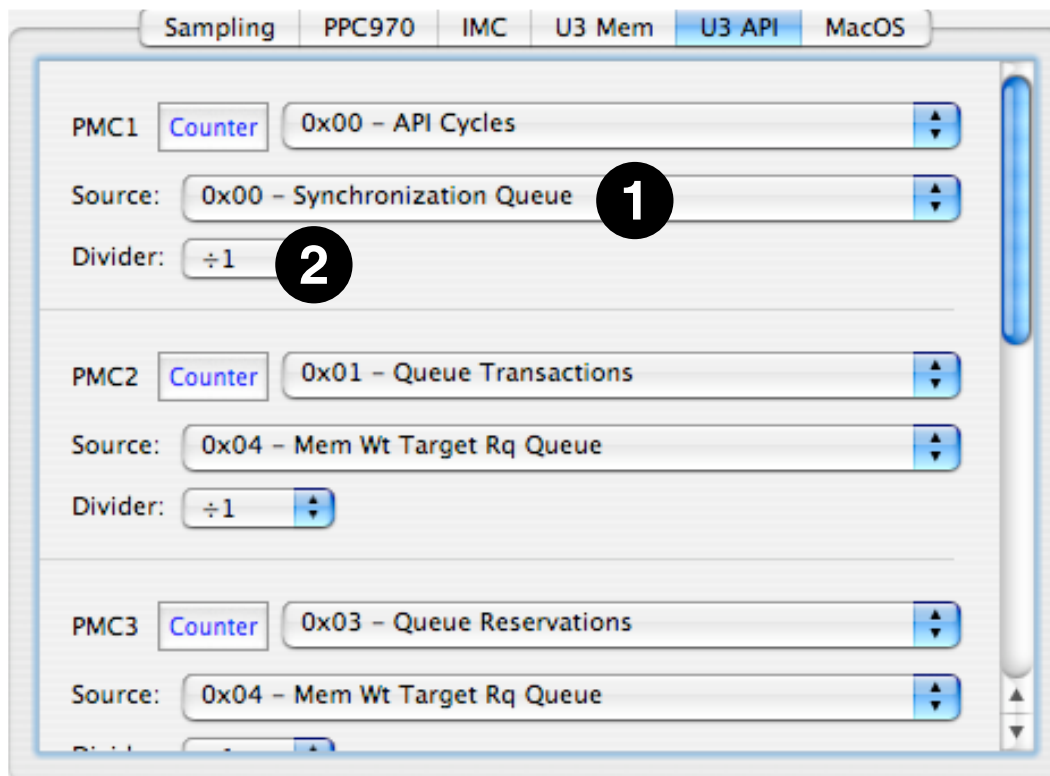 Sampling PPC970 IMC U3 Mem U3 API MacOS
PMC1 Counter 0x00 – API Cycles
Source: 0x00 – Synchronization Queue 1
Divider: ÷1 2
PMC2 Counter 0x01 – Queue Transactions
Source: 0x04 – Mem Wt Target Rq Queue
Divider: ÷1
PMC3 Counter 0x03 – Queue Reservations
Source: 0x04 – Mem Wt Target Rq Queue